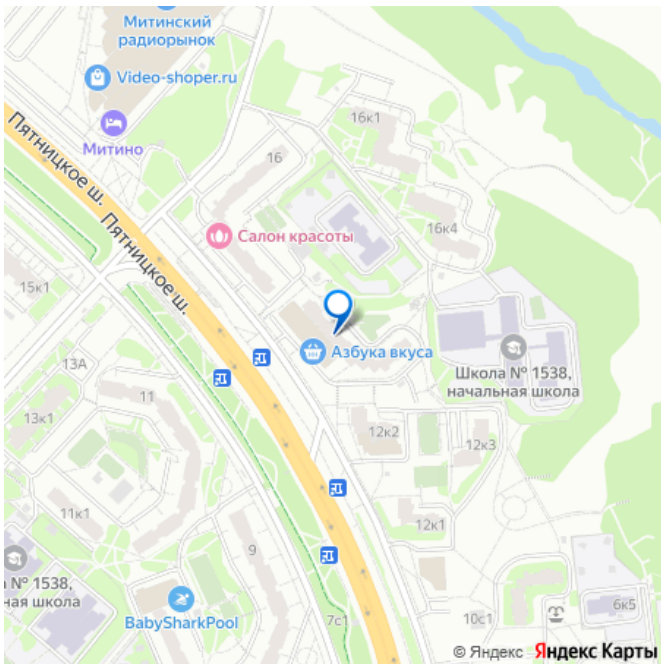 Митинский
радиорынок
Video-shoper.ru
Митино
16к1
16
Пятницкое ш.
Салон красоты
16к4
Пятницкое ш.
15к1
Азбука вкуса
Школа № 1538,
начальная школа
13А
11
13к1
12к2
12к3
11к1
12к1
9
№ 1538,
ная школа
BabySharkPool
7с1
10с1
6к5
© Яндекс Яндекс Карты